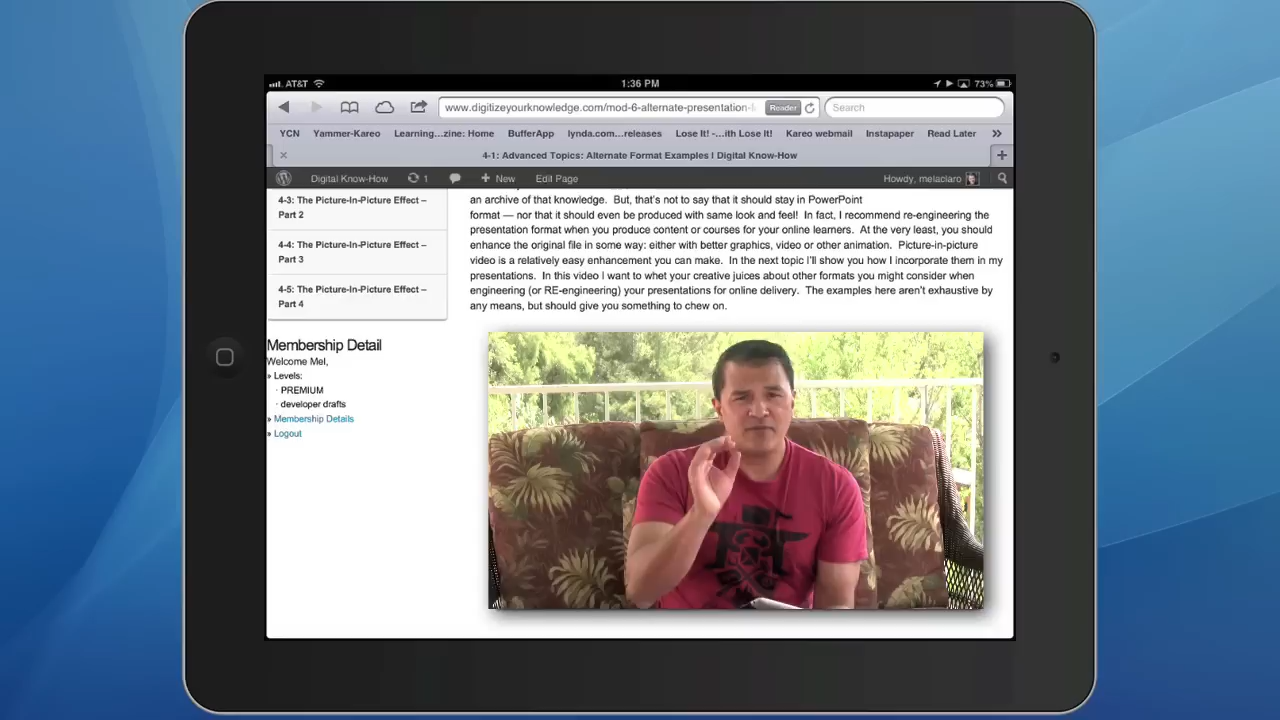 AT&T
1:36 PM
73%
www.digitizeyourknowledge.com/mod-6-alternate-presentation-
Reader
Search
YCN
Yammer-Kareo
Learning...zine: Home
BufferApp
lynda.com...releases
Lose It! -...ith Lose It!
Kareo webmail
Instapaper
Read Later
4-1: Advanced Topics: Alternate Format Examples | Digital Know-How
Digital Know-How
1
New
Edit Page
Howdy, melaclaro
4-3: The Picture-In-Picture Effect –
Part 2
4-4: The Picture-In-Picture Effect –
Part 3
4-5: The Picture-In-Picture Effect –
Part 4
Membership Detail
Welcome Mel,
» Levels:
· PREMIUM
· developer drafts
» Membership Details
» Logout
an archive of that knowledge. But, that's not to say that it should stay in PowerPoint
format — nor that it should even be produced with same look and feel! In fact, I recommend re-engineering the
presentation format when you produce content or courses for your online learners. At the very least, you should
enhance the original file in some way: either with better graphics, video or other animation. Picture-in-picture
video is a relatively easy enhancement you can make. In the next topic I'll show you how I incorporate them in my
presentations. In this video I want to whet your creative juices about other formats you might consider when
engineering (or RE-engineering) your presentations for online delivery. The examples here aren't exhaustive by
any means, but should give you something to chew on.